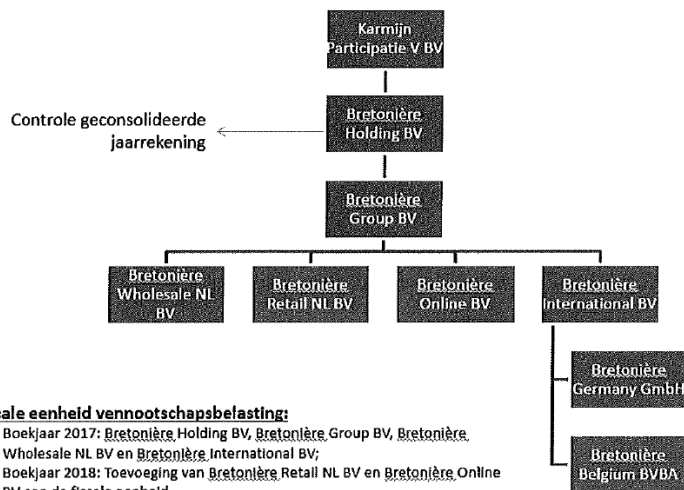 Karmijn
Participatie V BV
Controle geconsolideerde
jaarrekening
Bretonière
Holding BV
Bretonière
Group BV
Bretonière
Wholesale NL
BV
Bretonière
Retail NL BV
Bretonière
Online BV
Bretonière
International BV
Bretonière
Germany GmbH
Bretonière
Belgium BVBA
cale eenheid vennootschapsbelasting:
Boekjaar 2017: Bretonière Holding BV, Bretonière Group BV, Bretonière
Wholesale NL BV en Bretonière International BV;
Boekjaar 2018: Toevoeging van Bretonière Retail NL BV en Bretonière Online